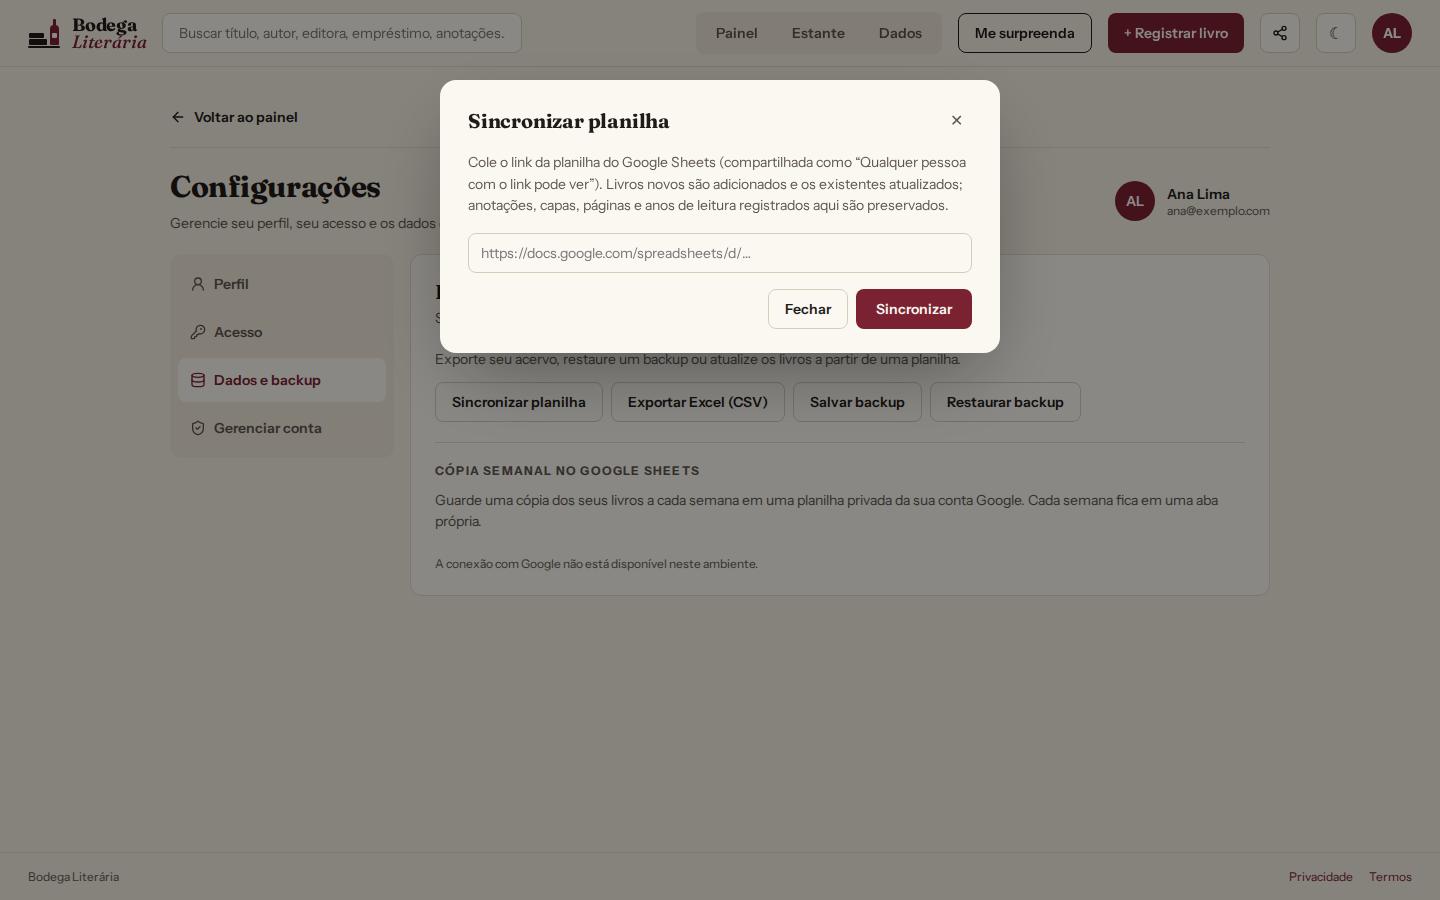 Bodega
Literária
Buscar título, autor, editora, empréstimo, anotações.
Painel
Estante
Dados
Me surpreenda
+ Registrar livro
AL
Voltar ao painel
Configurações
Gerencie seu perfil, seu acesso e os dados
AL
Ana Lima
ana@exemplo.com
Sincronizar planilha
Cole o link da planilha do Google Sheets (compartilhada como “Qualquer pessoa
com o link pode ver”). Livros novos são adicionados e os existentes atualizados;
anotações, capas, páginas e anos de leitura registrados aqui são preservados.
https://docs.google.com/spreadsheets/d/...
Fechar
Sincronizar
Perfil
Acesso
Dados e backup
Gerenciar conta
Exporte seu acervo, restaure um backup ou atualize os livros a partir de uma planilha.
Sincronizar planilha
Exportar Excel (CSV)
Salvar backup
Restaurar backup
CÓPIA SEMANAL NO GOOGLE SHEETS
Guarde uma cópia dos seus livros a cada semana em uma planilha privada da sua conta Google. Cada semana fica em uma aba
própria.
A conexão com Google não está disponível neste ambiente.
Bodega Literária
Privacidade
Termos